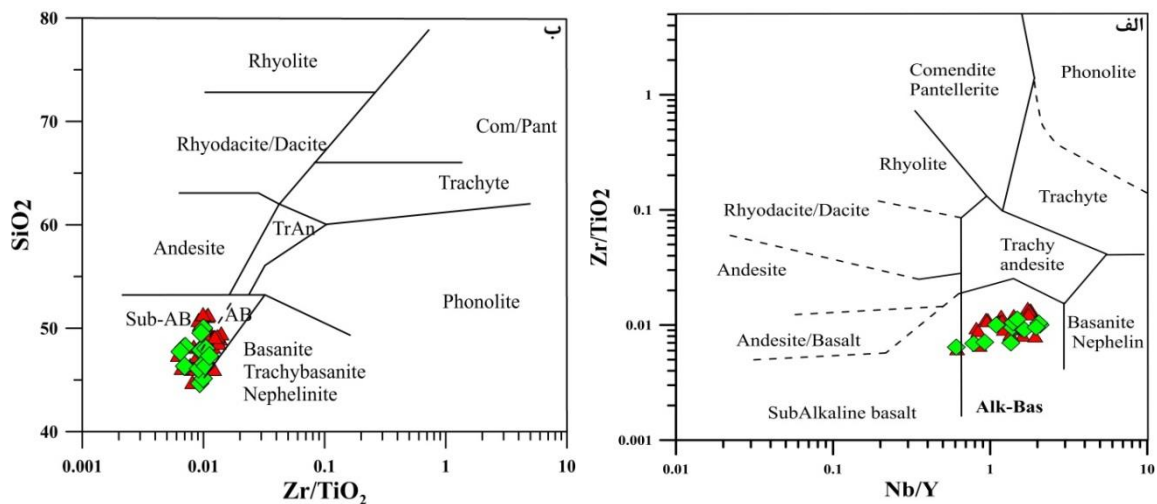 ب
80
70
60
50
40
SiO2
Rhyolite
Rhyodacite/Dacite
Com/Pant
Trachyte
TrAn
Andesite
Phonolite
Sub-AB
AB
Basanite
Trachybasanite
Nephelinite
0.001
0.01
0.1
1
10
Zr/TiO2
الف
1
0.1
0.01
0.001
Zr/TiO2
Comendite
Pantellerite
Phonolite
Rhyolite
Trachyte
Rhyodacite/Dacite
Trachy
andesite
Andesite
Andesite/Basalt
Basanite
Nephelin
SubAlkaline basalt
Alk-Bas
0.01
0.1
1
10
Nb/Y